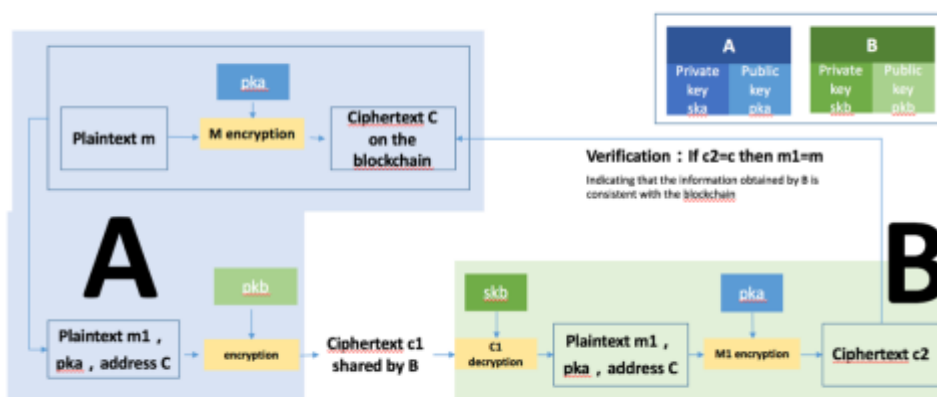 A
Private
key
ska
Public
key
pka
B
Private
key
skb
Public
key
pkb
pka
Plaintext m
M encryption
Ciphertext C
on the
blockchain
Verification：If c2=c then m1=m
Indicating that the information obtained by B is
consistent with the blockchain
A
B
pkb
skb
pka
Plaintext m1，
pka，address C
encryption
Ciphertext c1
shared by B
C1
decryption
Plaintext m1，
pka，address C
M1 encryption
Ciphertext c2